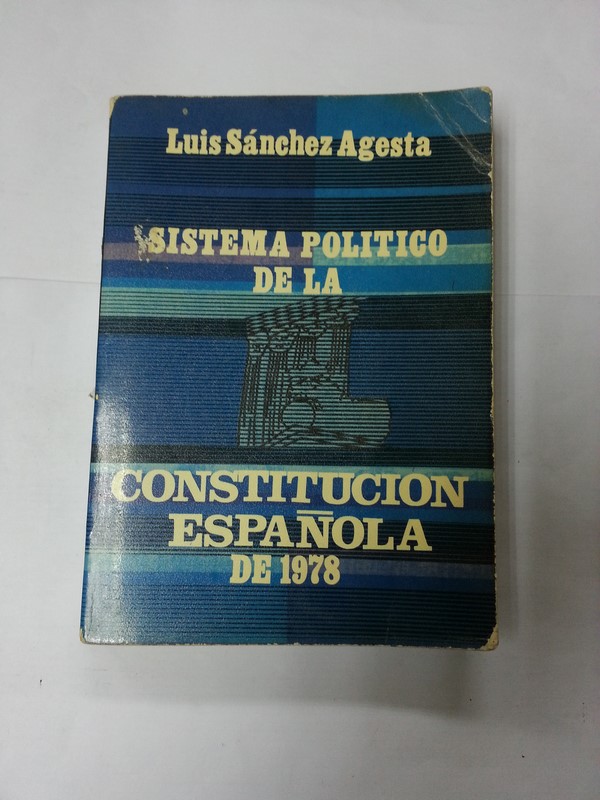 Luis Sánchez Agesta
SISTEMA POLITICO
DE LA
CONSTITUCION
ESPAÑOLA
DE 1978